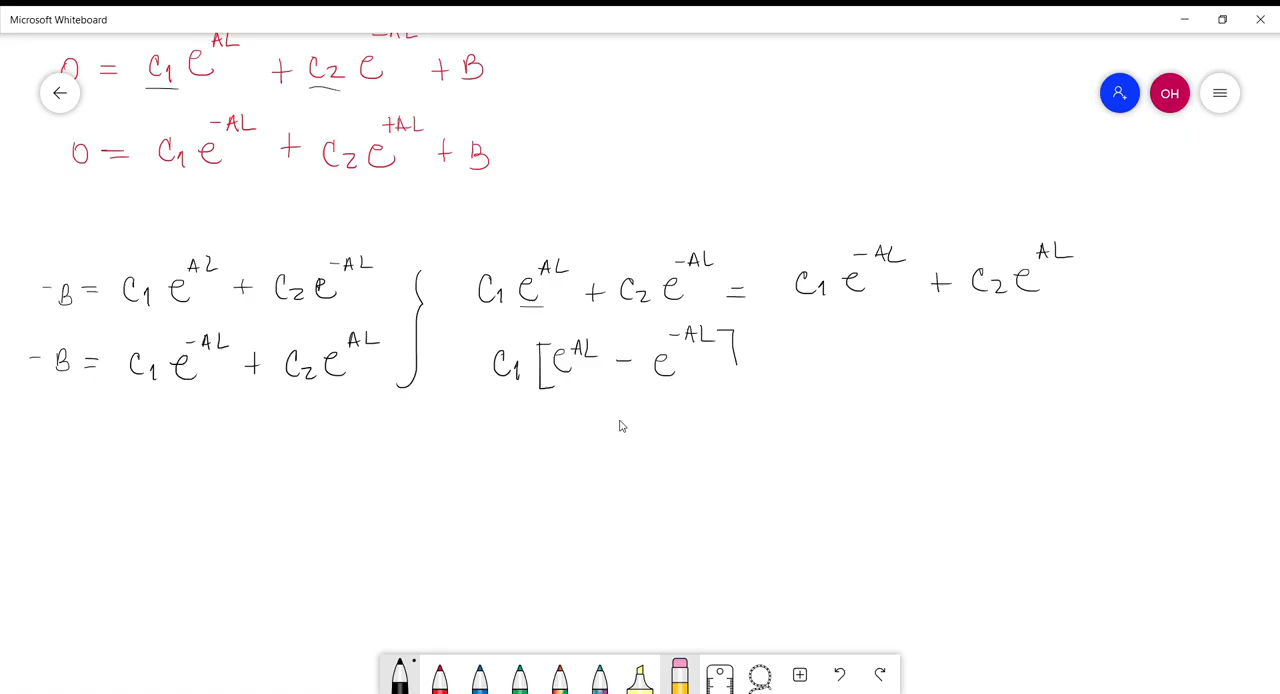 Microsoft Whiteboard
0 = C1 e^AL + C2 e^-AL + B
OH
0 = C1 e^-AL + C2 e^+AL + B
-B = C1 e^AL + C2 e^-AL } C1 e^AL + C2 e^-AL = C1 e^-AL + C2 e^AL
-B = C1 e^-AL + C2 e^AL C1 [e^AL - e^-AL]